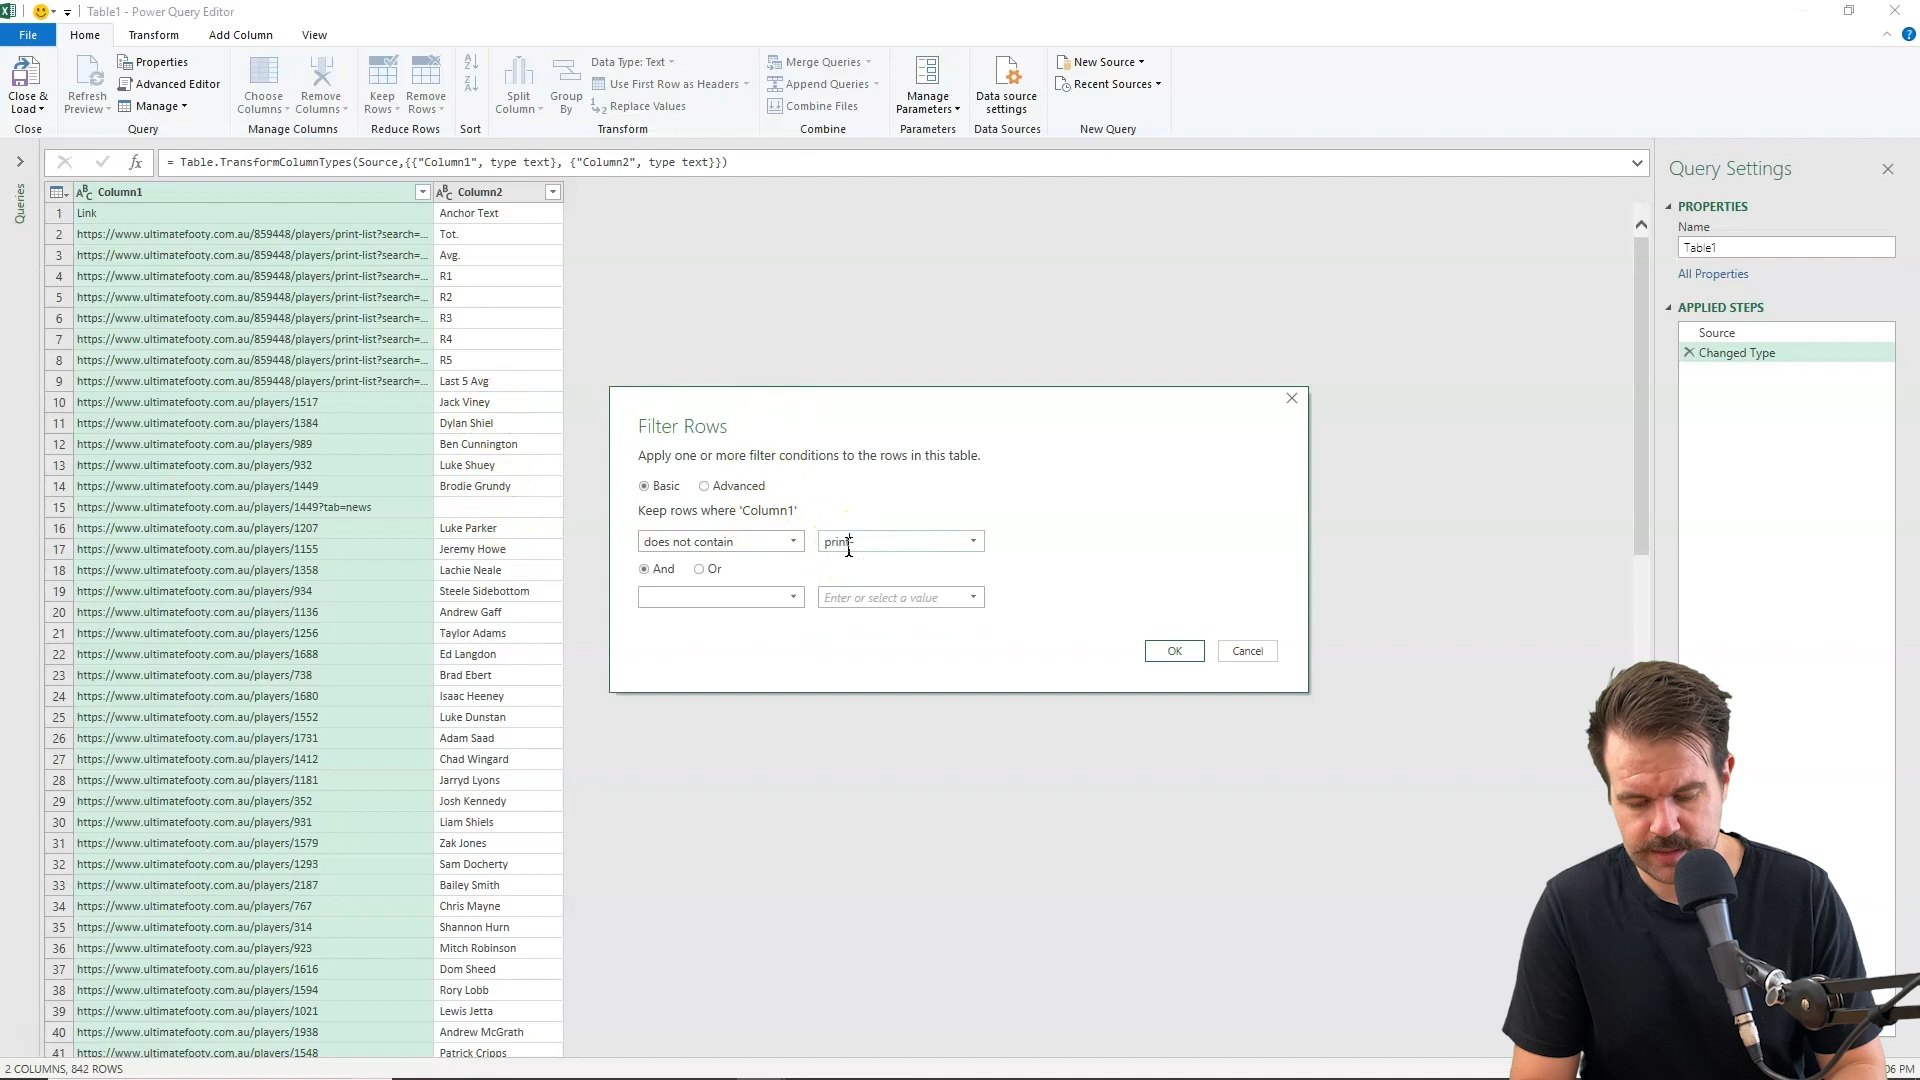 Table1 - Power Query Editor
File
Home
Transform
Add Column
View
Close &
Load
Close
Refresh
Preview
Properties
Advanced Editor
Manage
Query
Choose
Columns
Remove
Columns
Manage Columns
Keep
Rows
Remove
Rows
Reduce Rows
Sort
Split
Column
Group
By
Data Type: Text
Use First Row as Headers
Replace Values
Transform
Merge Queries
Append Queries
Combine Files
Combine
Manage
Parameters
Parameters
Data source
settings
Data Sources
New Source
Recent Sources
New Query
Queries
fx
= Table.TransformColumnTypes(Source,{{"Column1", type text}, {"Column2", type text}})
Column1 Column2
1 Link Anchor Text
2 https://www.ultimatefooty.com.au/859448/players/print-list?search=... Tot.
3 https://www.ultimatefooty.com.au/859448/players/print-list?search=... Avg.
4 https://www.ultimatefooty.com.au/859448/players/print-list?search=... R1
5 https://www.ultimatefooty.com.au/859448/players/print-list?search=... R2
6 https://www.ultimatefooty.com.au/859448/players/print-list?search=... R3
7 https://www.ultimatefooty.com.au/859448/players/print-list?search=... R4
8 https://www.ultimatefooty.com.au/859448/players/print-list?search=... R5
9 https://www.ultimatefooty.com.au/859448/players/print-list?search=... Last 5 Avg
10 https://www.ultimatefooty.com.au/players/1517 Jack Viney
11 https://www.ultimatefooty.com.au/players/1384 Dylan Shiel
12 https://www.ultimatefooty.com.au/players/989 Ben Cunnington
13 https://www.ultimatefooty.com.au/players/932 Luke Shuey
14 https://www.ultimatefooty.com.au/players/1449 Brodie Grundy
15 https://www.ultimatefooty.com.au/players/1449?tab=news
16 https://www.ultimatefooty.com.au/players/1207 Luke Parker
17 https://www.ultimatefooty.com.au/players/1155 Jeremy Howe
18 https://www.ultimatefooty.com.au/players/1358 Lachie Neale
19 https://www.ultimatefooty.com.au/players/934 Steele Sidebottom
20 https://www.ultimatefooty.com.au/players/1136 Andrew Gaff
21 https://www.ultimatefooty.com.au/players/1256 Taylor Adams
22 https://www.ultimatefooty.com.au/players/1688 Ed Langdon
23 https://www.ultimatefooty.com.au/players/738 Brad Ebert
24 https://www.ultimatefooty.com.au/players/1680 Isaac Heeney
25 https://www.ultimatefooty.com.au/players/1552 Luke Dunstan
26 https://www.ultimatefooty.com.au/players/1731 Adam Saad
27 https://www.ultimatefooty.com.au/players/1412 Chad Wingard
28 https://www.ultimatefooty.com.au/players/1181 Jarryd Lyons
29 https://www.ultimatefooty.com.au/players/352 Josh Kennedy
30 https://www.ultimatefooty.com.au/players/931 Liam Shiels
31 https://www.ultimatefooty.com.au/players/1579 Zak Jones
32 https://www.ultimatefooty.com.au/players/1293 Sam Docherty
33 https://www.ultimatefooty.com.au/players/2187 Bailey Smith
34 https://www.ultimatefooty.com.au/players/767 Chris Mayne
35 https://www.ultimatefooty.com.au/players/314 Shannon Hurn
36 https://www.ultimatefooty.com.au/players/923 Mitch Robinson
37 https://www.ultimatefooty.com.au/players/1616 Dom Sheed
38 https://www.ultimatefooty.com.au/players/1594 Rory Lobb
39 https://www.ultimatefooty.com.au/players/1021 Lewis Jetta
40 https://www.ultimatefooty.com.au/players/1938 Andrew McGrath
41 https://www.ultimatefooty.com.au/players/1548 Patrick Cripps
Filter Rows
Apply one or more filter conditions to the rows in this table.
Basic Advanced
Keep rows where 'Column1'
does not contain print-
And Or
Enter or select a value
OK Cancel
Query Settings
PROPERTIES
Name
Table1
All Properties
APPLIED STEPS
Source
Changed Type
2 COLUMNS, 842 ROWS
06 PM